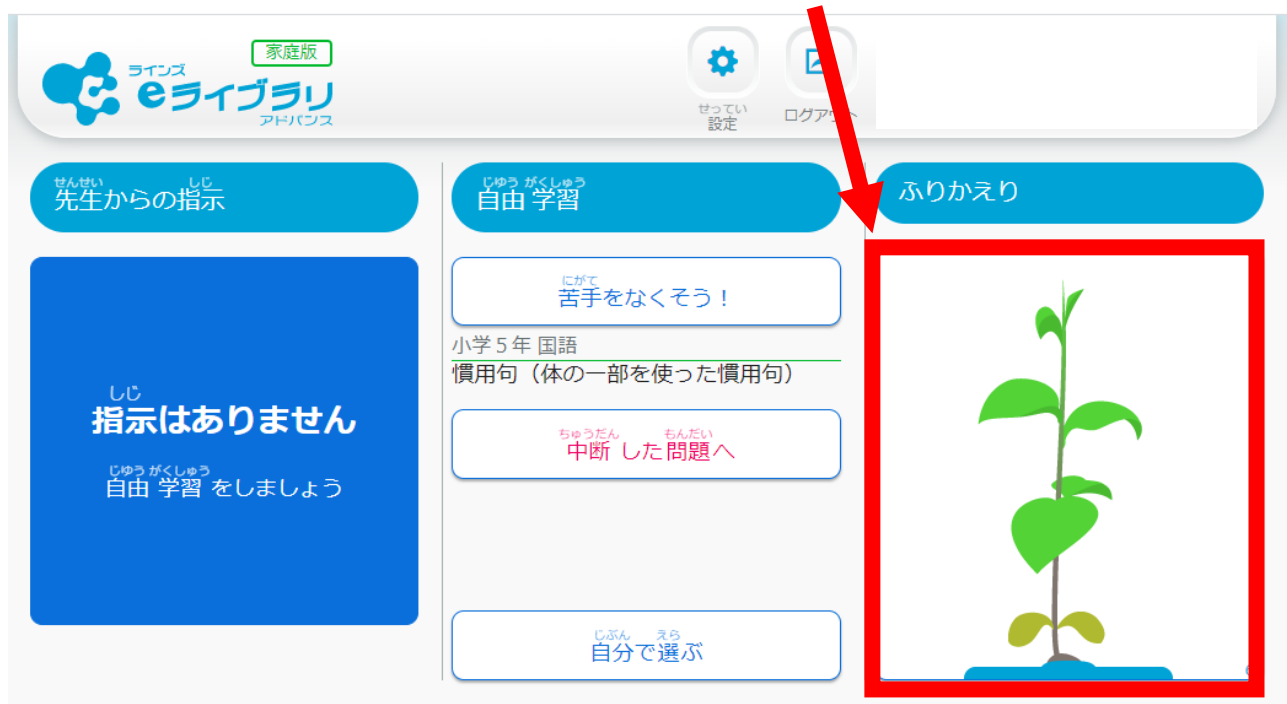 家庭版
ラインズ
eライブラリ
アドバンス
せってい
設定
ログアウト
せんせい しじ
先生からの指示
じゆう がくしゅう
自由 学習
ふりかえり
しじ
指示はありません
じゆう がくしゅう
自由 学習 をしましょう
にがて
苦手をなくそう！
小学５年 国語
慣用句（体の一部を使った慣用句）
ちゅうだん もんだい
中断 した 問題へ
じぶん えら
自分で選ぶ